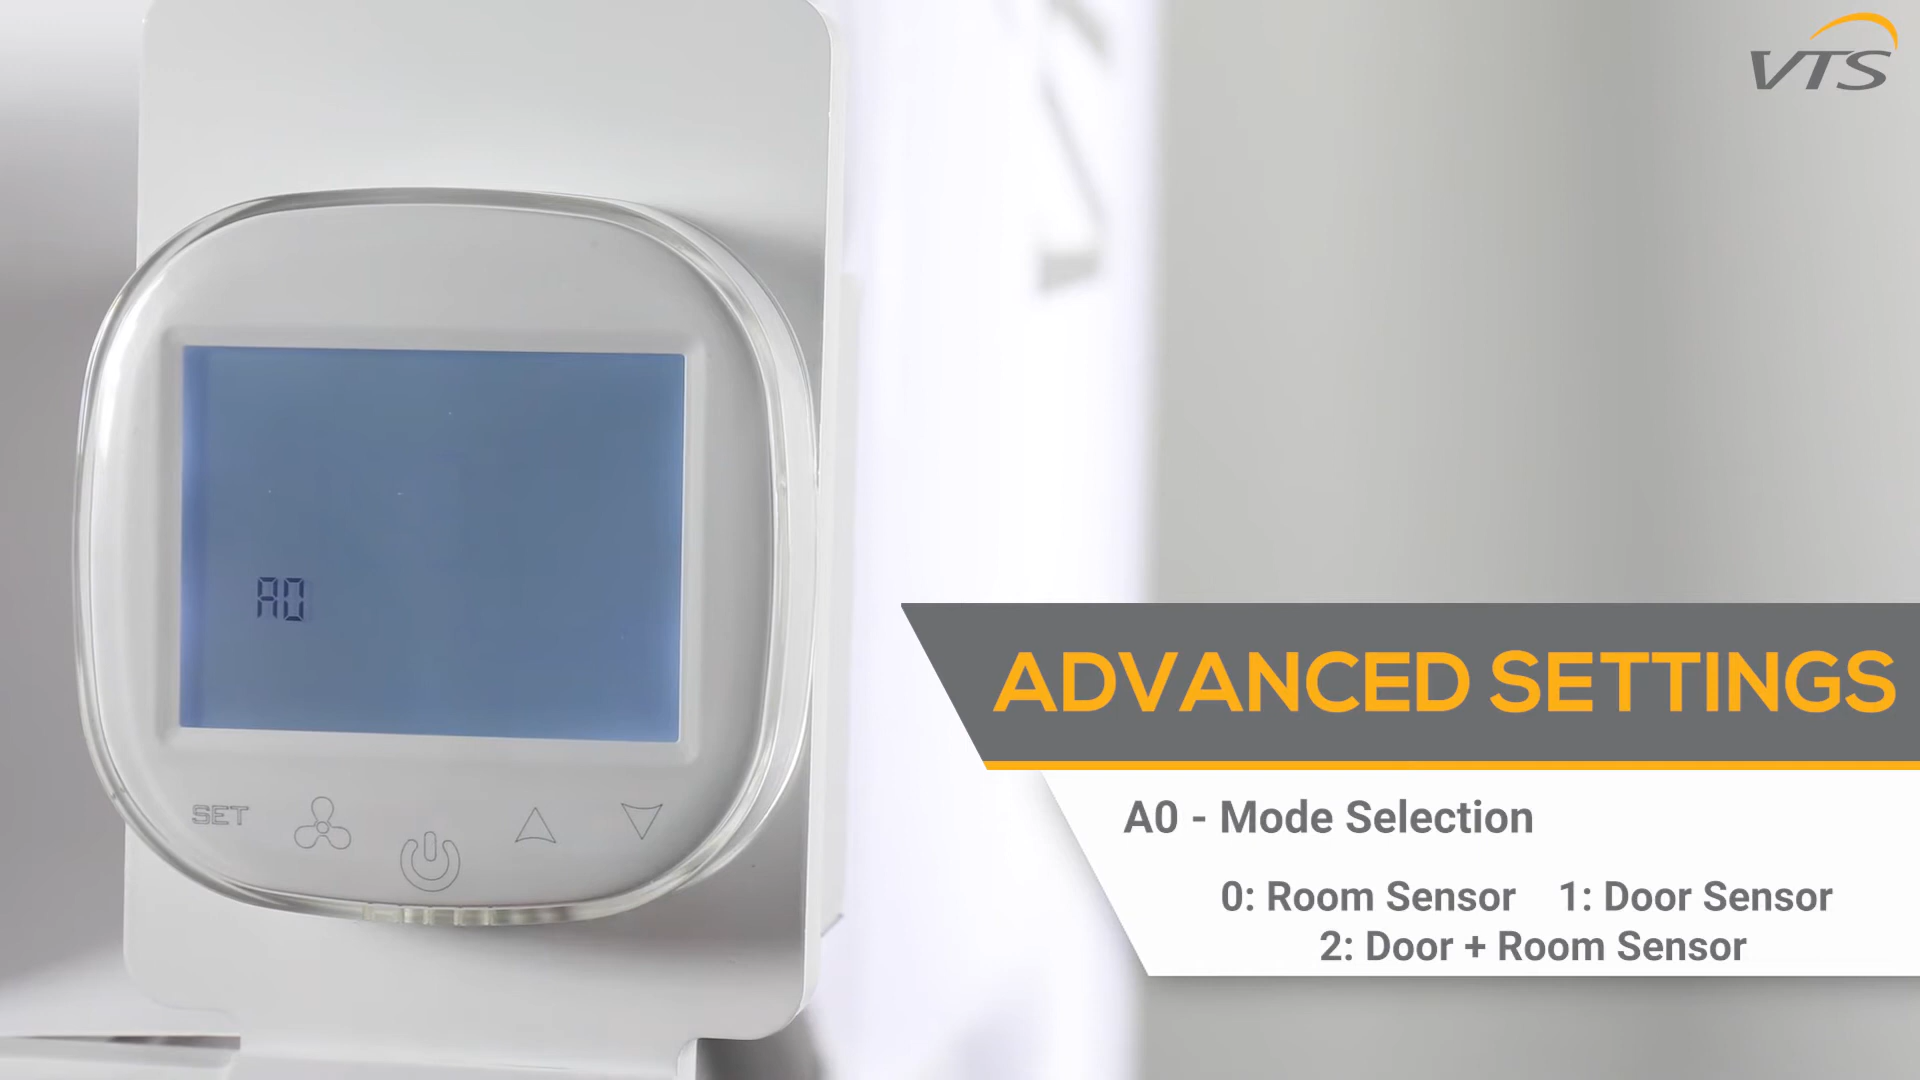 VTS
A0
SET
ADVANCED SETTINGS
A0 - Mode Selection
0: Room Sensor 1: Door Sensor
2: Door + Room Sensor